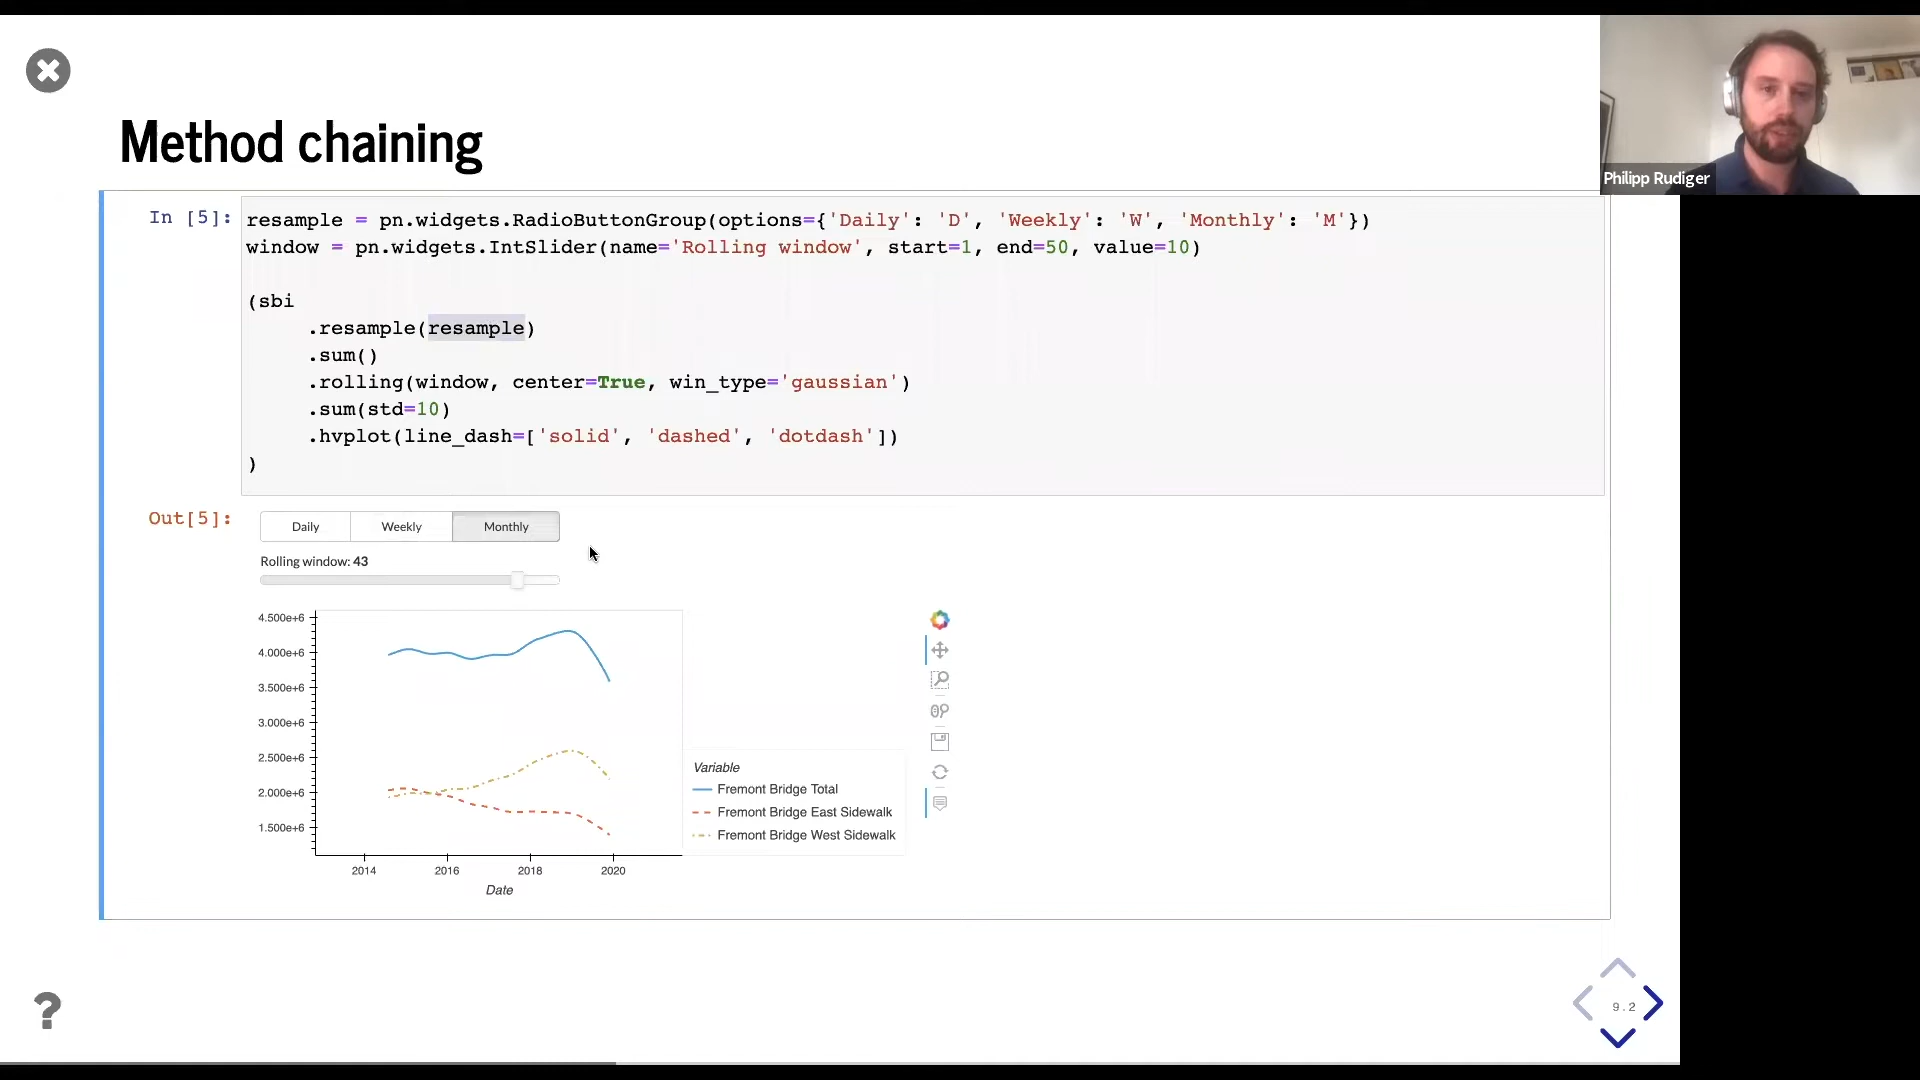 Method chaining
Philipp Rudiger
In [5]:
resample = pn.widgets.RadioButtonGroup(options={'Daily': 'D', 'Weekly': 'W', 'Monthly': 'M'})
window = pn.widgets.IntSlider(name='Rolling window', start=1, end=50, value=10)
(sbi
.resample(resample)
.sum()
.rolling(window, center=True, win_type='gaussian')
.sum(std=10)
.hvplot(line_dash=['solid', 'dashed', 'dotdash'])
)
Out[5]:
Daily Weekly Monthly
Rolling window: 43
4.500e+6
4.000e+6
3.500e+6
3.000e+6
2.500e+6
2.000e+6
1.500e+6
2014 2016 2018 2020
Date
Variable
Fremont Bridge Total
Fremont Bridge East Sidewalk
Fremont Bridge West Sidewalk
?
9.2